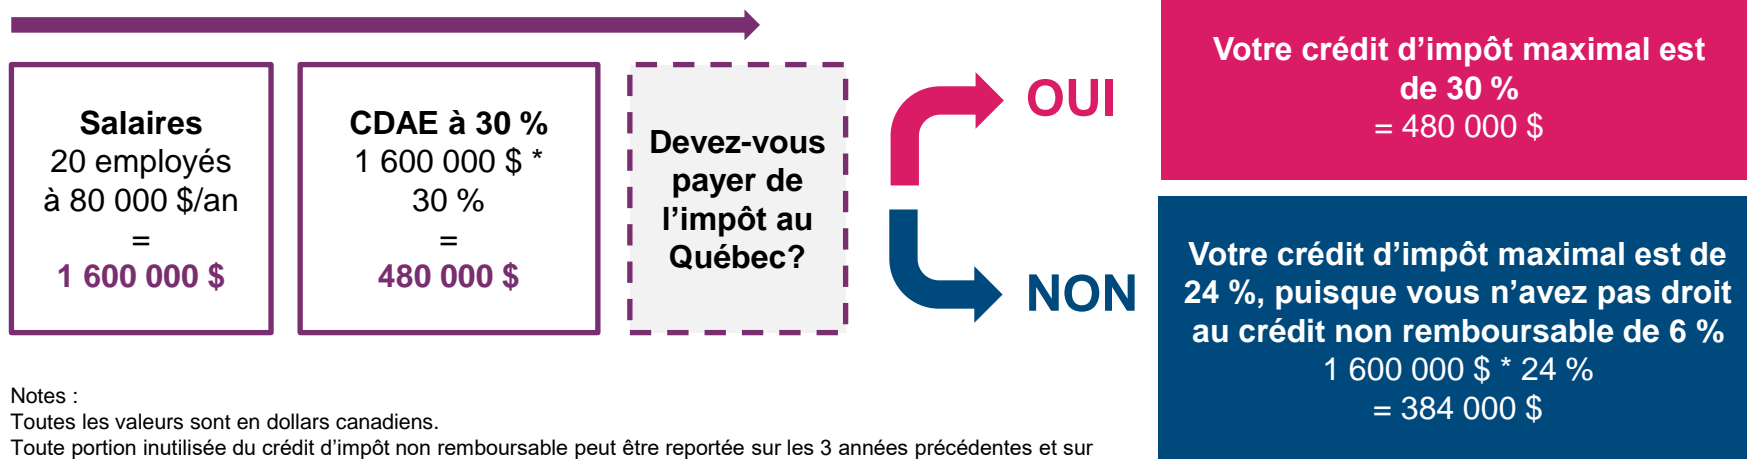 Salaires
20 employés
à 80 000 $/an
=
1 600 000 $
CDAE à 30 %
1 600 000 $ *
30 %
=
480 000 $
Devez-vous
payer de
l’impôt au
Québec?
OUI
NON
Votre crédit d’impôt maximal est
de 30 %
= 480 000 $
Votre crédit d’impôt maximal est de
24 %, puisque vous n’avez pas droit
au crédit non remboursable de 6 %
1 600 000 $ * 24 %
= 384 000 $
Notes :
Toutes les valeurs sont en dollars canadiens.
Toute portion inutilisée du crédit d’impôt non remboursable peut être reportée sur les 3 années précédentes et sur